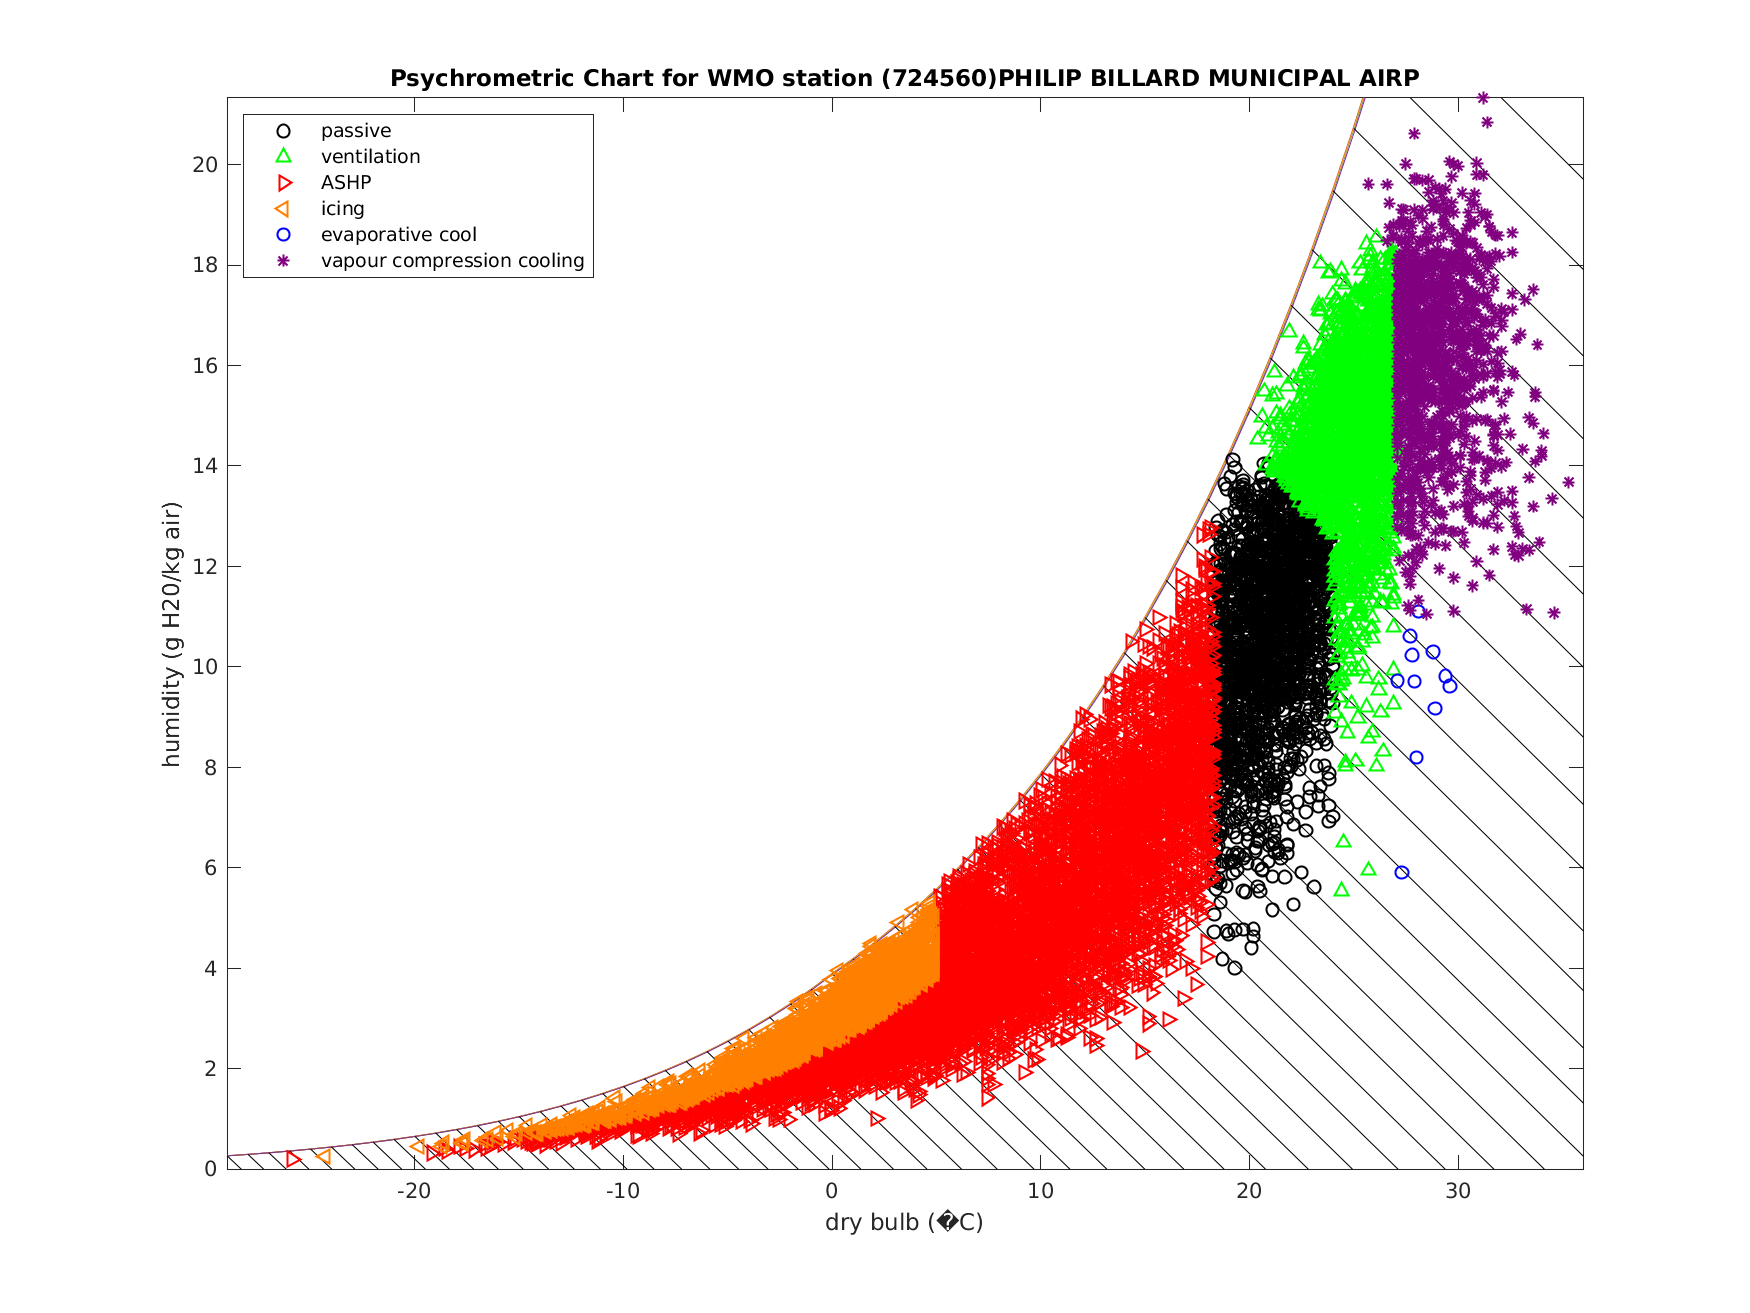 Psychrometric Chart for WMO station (724560)PHILIP BILLARD MUNICIPAL AIRP
passive
ventilation
ASHP
icing
evaporative cool
vapour compression cooling
humidity (g H20/kg air)
20
18
16
14
12
10
8
6
4
2
0
-20 -10 0 10 20 30
dry bulb (�C)